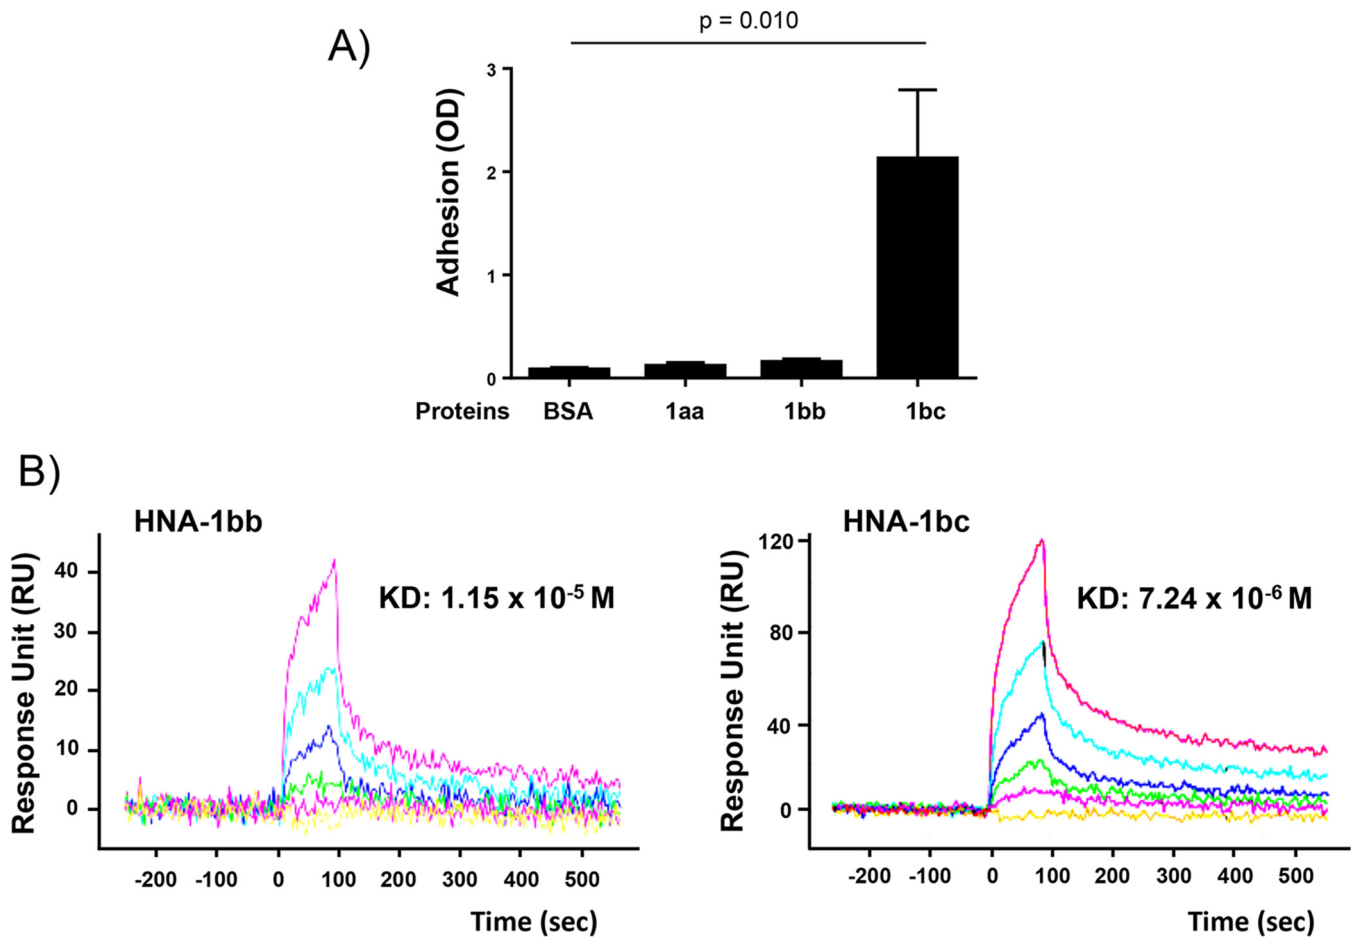 A)
p = 0.010
Adhesion (OD)
3
2
1
0
Proteins BSA 1aa 1bb 1bc
B)
HNA-1bb
KD: 1.15 x 10⁻⁵ M
Response Unit (RU)
40
30
20
10
0
-200 -100 0 100 200 300 400 500
Time (sec)
HNA-1bc
KD: 7.24 x 10⁻⁶ M
Response Unit (RU)
120
80
40
0
-200 -100 0 100 200 300 400 500
Time (sec)